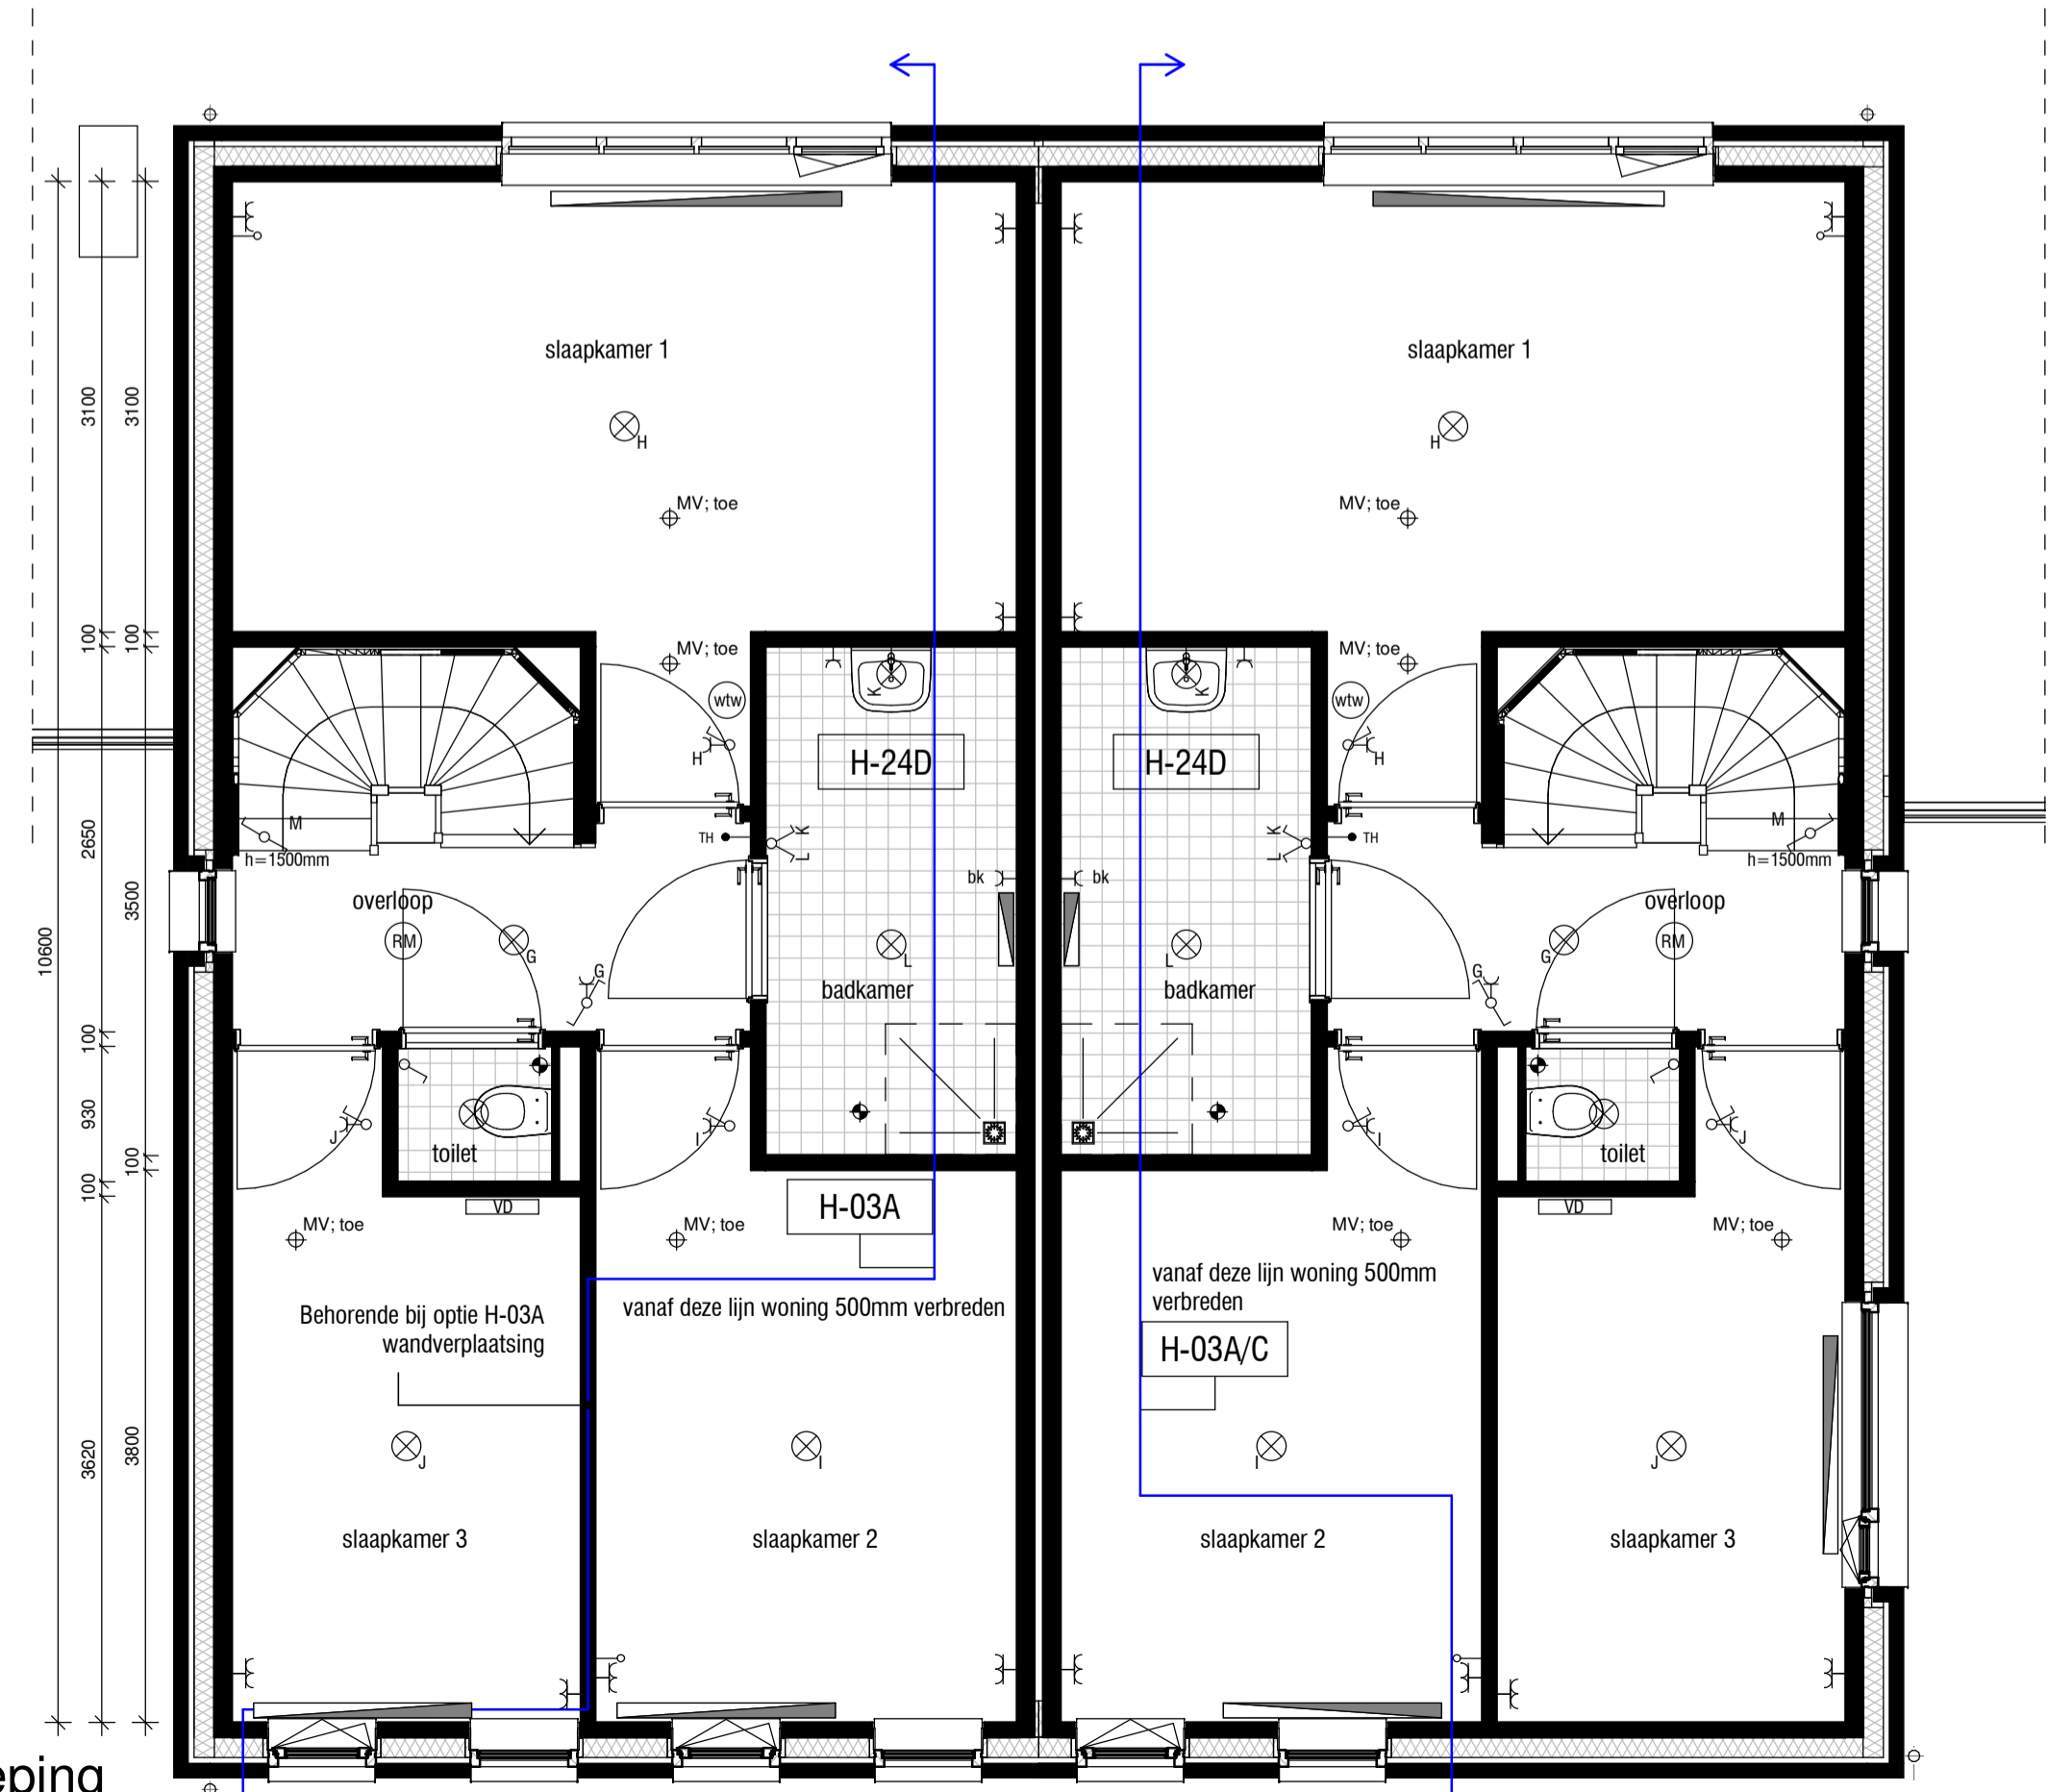 slaapkamer 1
slaapkamer 1
H
H
MV; toe
MV; toe
3100
3100
100
100
MV; toe
MV; toe
wtw
wtw
K
K
H
H
H-24D
H-24D
M
M
h=1500mm
h=1500mm
TH
TH
K
L
K
L
2650
3500
10600
bk
bk
overloop
overloop
RM
RM
G
G
G
G
L
L
badkamer
badkamer
100
930
100
100
J
I
I
J
toilet
toilet
VD
VD
H-03A
MV; toe
MV; toe
MV; toe
MV; toe
vanaf deze lijn woning 500mm
verbreden
Behorende bij optie H-03A
wandverplaatsing
vanaf deze lijn woning 500mm verbreden
H-03A/C
3620
3800
J
I
I
J
slaapkamer 3
slaapkamer 2
slaapkamer 2
slaapkamer 3
eping